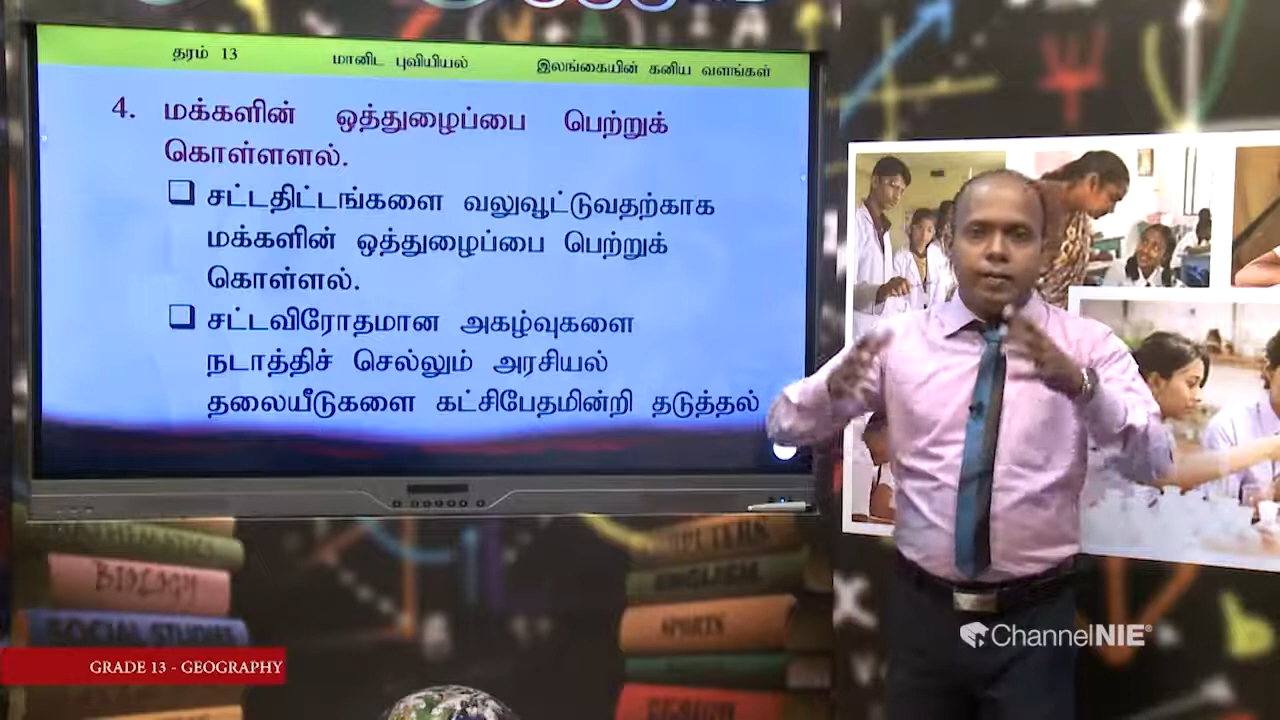 தரம் 13 மானிட புவியியல் இலங்கையின் கனிய வளங்கள்
4. மக்களின் ஒத்துழைப்பை பெற்றுக்
கொள்ளளல்.
❑ சட்டதிட்டங்களை வலுவூட்டுவதற்காக
மக்களின் ஒத்துழைப்பை பெற்றுக்
கொள்ளல்.
❑ சட்டவிரோதமான அகழ்வுகளை
நடாத்திச் செல்லும் அரசியல்
தலையீடுகளை கட்சிபேதமின்றி தடுத்தல்
MATHEMATICS
BIOLOGY
SOCIAL STUDIES
ENGLISH
SPORTS
GRADE 13 - GEOGRAPHY
ChannelNIE®